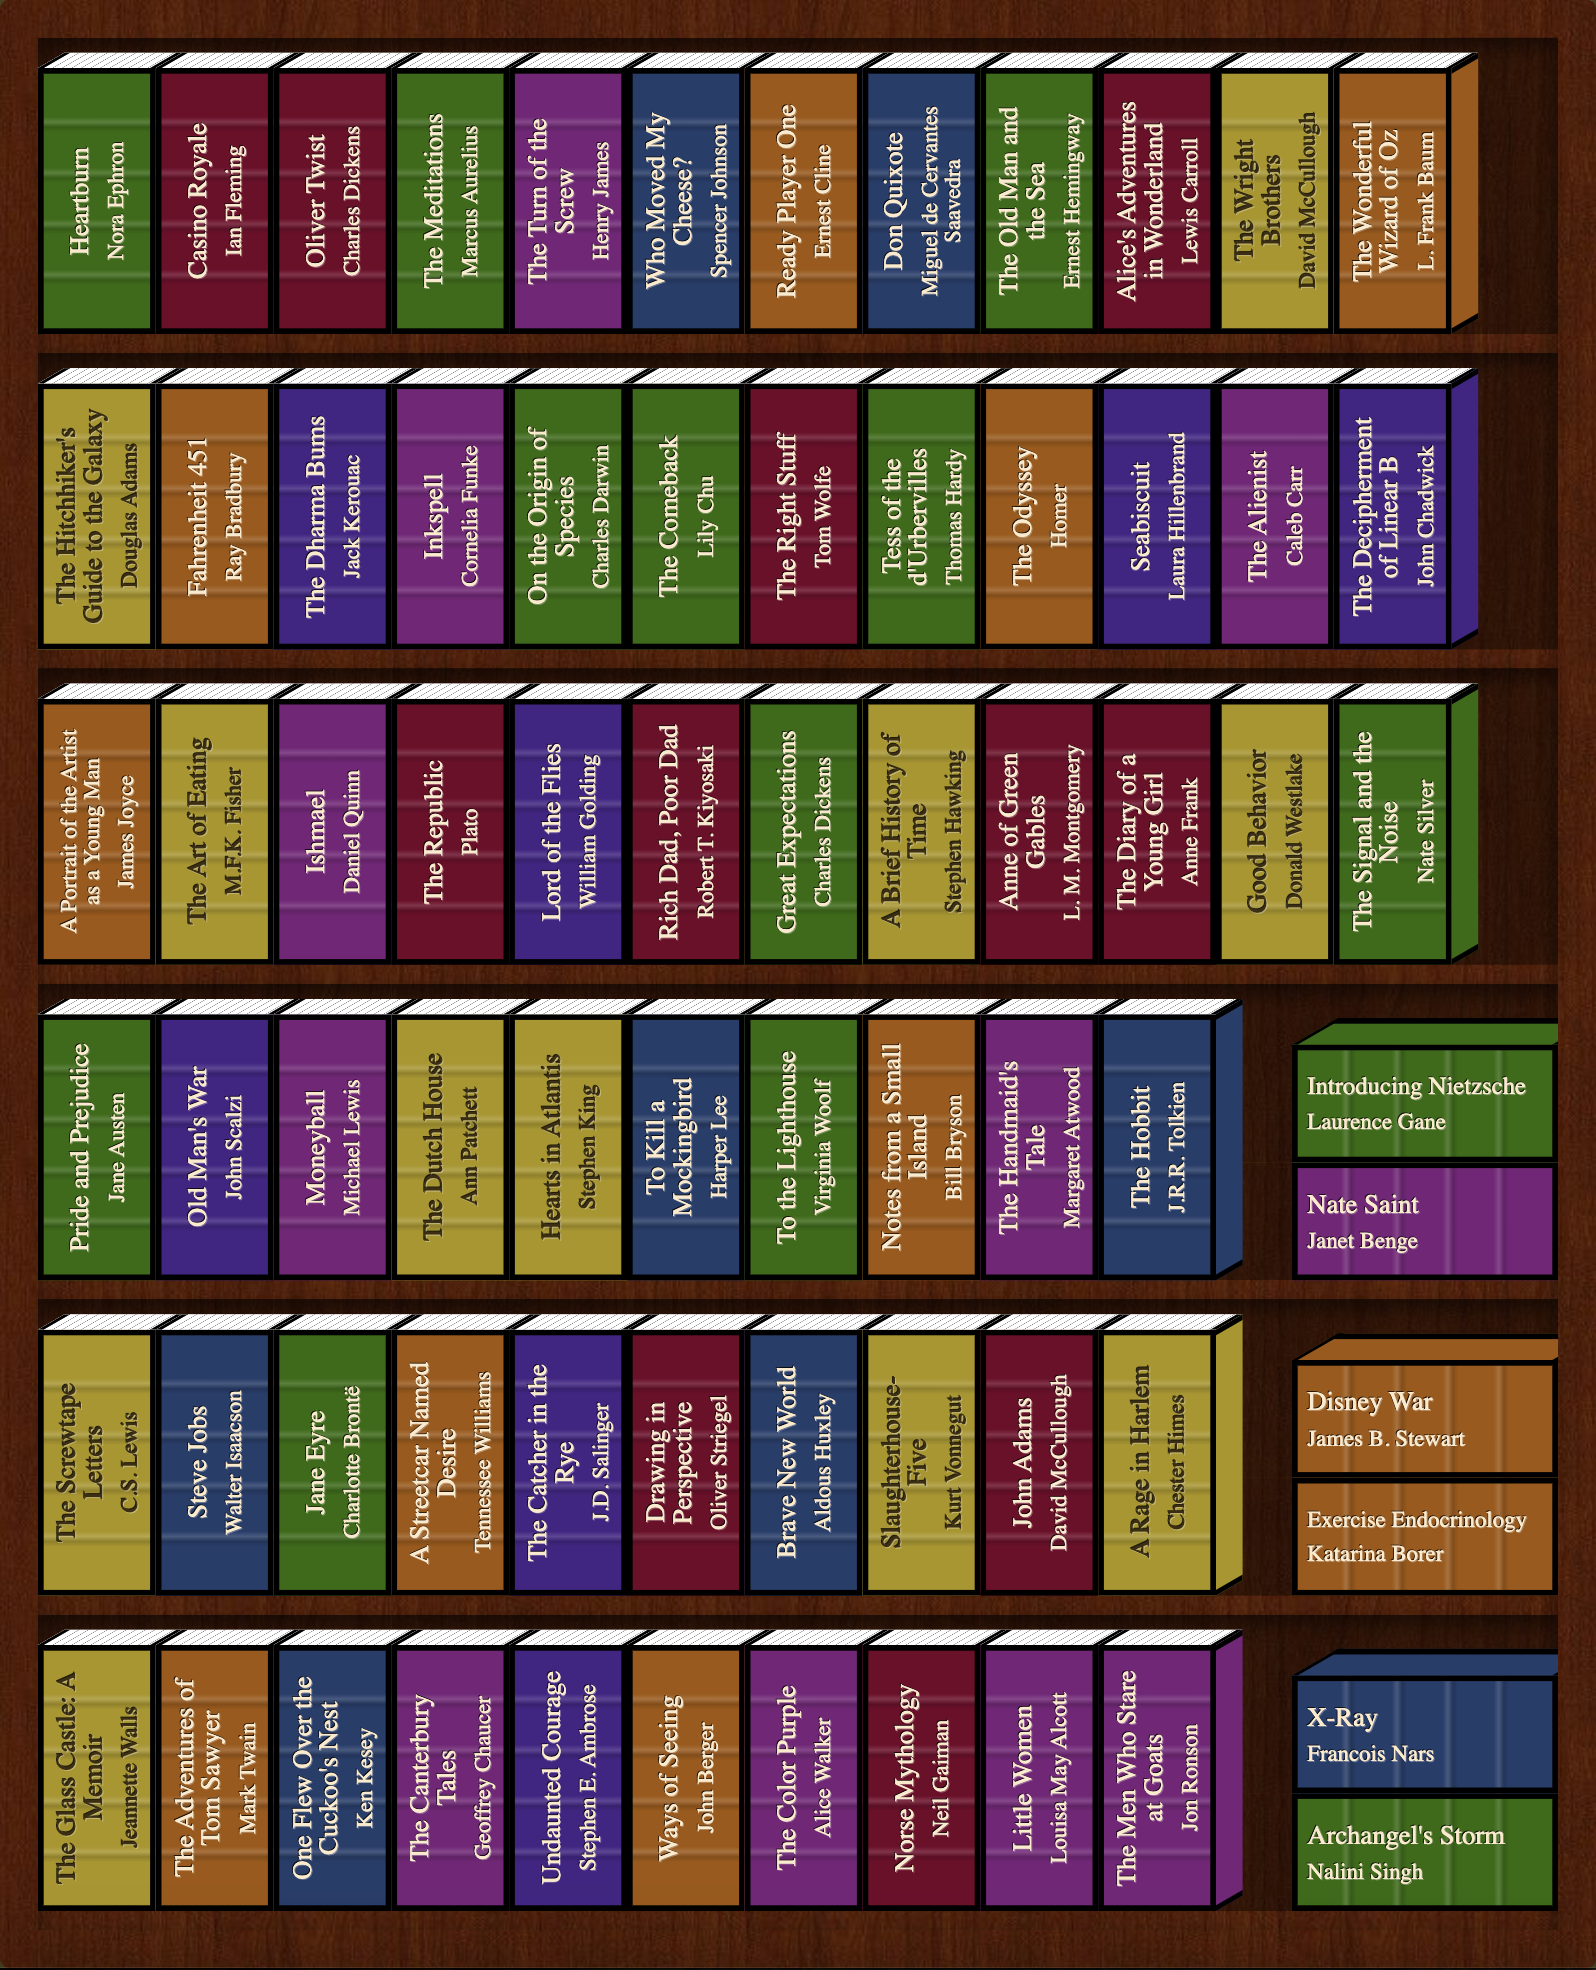 Heartburn
Nora Ephron
Casino Royale
Ian Fleming
Oliver Twist
Charles Dickens
The Meditations
Marcus Aurelius
The Turn of the
Screw
Henry James
Who Moved My
Cheese?
Spencer Johnson
Ready Player One
Ernest Cline
Don Quixote
Miguel de Cervantes
Saavedra
The Old Man and
the Sea
Ernest Hemingway
Alice's Adventures
in Wonderland
Lewis Carroll
The Wright
Brothers
David McCullough
The Wonderful
Wizard of Oz
L. Frank Baum
The Hitchhiker's
Guide to the Galaxy
Douglas Adams
Fahrenheit 451
Ray Bradbury
The Dharma Bums
Jack Kerouac
Inkspell
Cornelia Funke
On the Origin of
Species
Charles Darwin
The Comeback
Lily Chu
The Right Stuff
Tom Wolfe
Tess of the
d'Urbervilles
Thomas Hardy
The Odyssey
Homer
Seabiscuit
Laura Hillenbrand
The Alienist
Caleb Carr
The Decipherment
of Linear B
John Chadwick
A Portrait of the Artist
as a Young Man
James Joyce
The Art of Eating
M.F.K. Fisher
Ishmael
Daniel Quinn
The Republic
Plato
Lord of the Flies
William Golding
Rich Dad, Poor Dad
Robert T. Kiyosaki
Great Expectations
Charles Dickens
A Brief History of
Time
Stephen Hawking
Anne of Green
Gables
L. M. Montgomery
The Diary of a
Young Girl
Anne Frank
Good Behavior
Donald Westlake
The Signal and the
Noise
Nate Silver
Pride and Prejudice
Jane Austen
Old Man's War
John Scalzi
Moneyball
Michael Lewis
The Dutch House
Ann Patchett
Hearts in Atlantis
Stephen King
To Kill a
Mockingbird
Harper Lee
To the Lighthouse
Virginia Woolf
Notes from a Small
Island
Bill Bryson
The Handmaid's
Tale
Margaret Atwood
The Hobbit
J.R.R. Tolkien
Introducing Nietzsche
Laurence Gane
Nate Saint
Janet Benge
The Screwtape
Letters
C.S. Lewis
Steve Jobs
Walter Isaacson
Jane Eyre
Charlotte Brontë
A Streetcar Named
Desire
Tennessee Williams
The Catcher in the
Rye
J.D. Salinger
Drawing in
Perspective
Oliver Striegel
Brave New World
Aldous Huxley
Slaughterhouse-
Five
Kurt Vonnegut
John Adams
David McCullough
A Rage in Harlem
Chester Himes
Disney War
James B. Stewart
Exercise Endocrinology
Katarina Borer
The Glass Castle: A
Memoir
Jeannette Walls
The Adventures of
Tom Sawyer
Mark Twain
One Flew Over the
Cuckoo's Nest
Ken Kesey
The Canterbury
Tales
Geoffrey Chaucer
Undaunted Courage
Stephen E. Ambrose
Ways of Seeing
John Berger
The Color Purple
Alice Walker
Norse Mythology
Neil Gaiman
Little Women
Louisa May Alcott
The Men Who Stare
at Goats
Jon Ronson
X-Ray
Francois Nars
Archangel's Storm
Nalini Singh